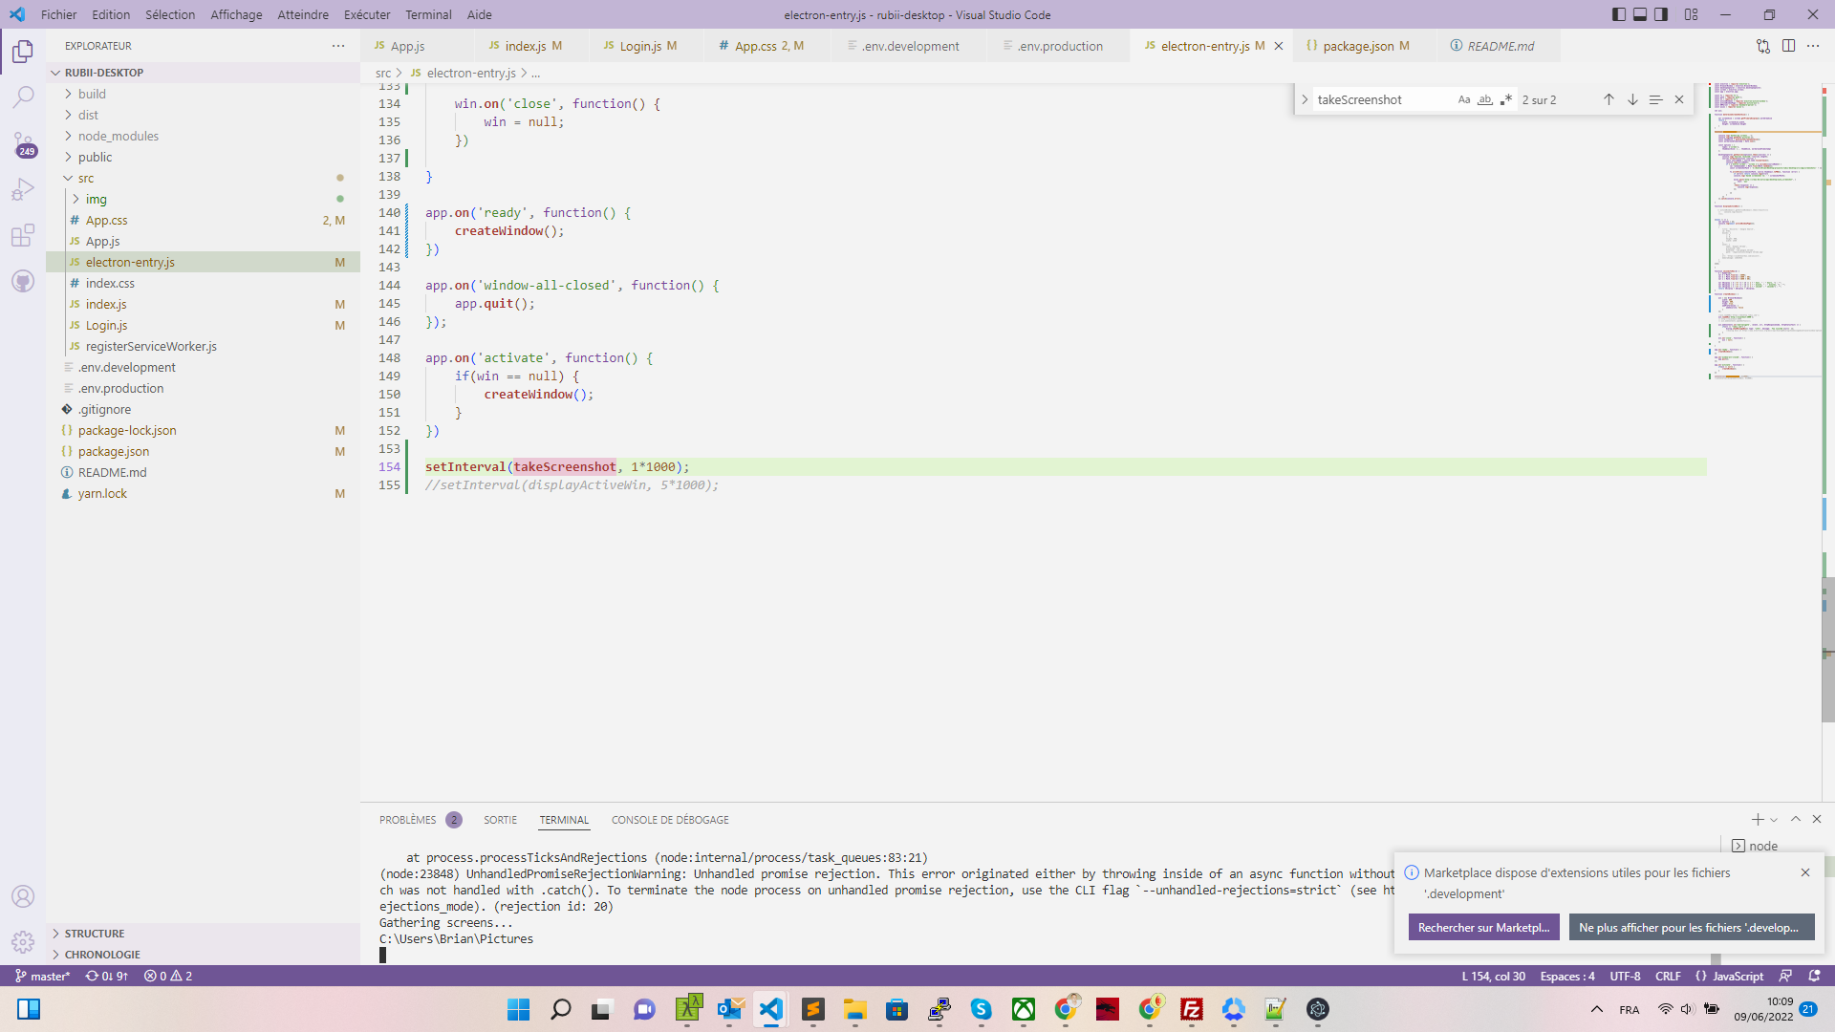 Fichier Edition Sélection Affichage Atteindre Exécuter Terminal Aide
electron-entry.js - rubii-desktop - Visual Studio Code
EXPLORATEUR
App.js
index.js M
Login.js M
App.css 2, M
.env.development
.env.production
electron-entry.js M
package.json M
README.md
RUBII-DESKTOP
src > JS electron-entry.js > ...
build
dist
node_modules
public
src
img
App.css 2, M
App.js
electron-entry.js M
index.css
index.js M
Login.js M
registerServiceWorker.js
.env.development
.env.production
.gitignore
package-lock.json M
package.json M
README.md
yarn.lock M
STRUCTURE
CHRONOLOGIE
249
takeScreenshot
Aa ab .*
2 sur 2
133
134 win.on('close', function() {
135 win = null;
136 })
137
138 }
139
140 app.on('ready', function() {
141 createWindow();
142 })
143
144 app.on('window-all-closed', function() {
145 app.quit();
146 });
147
148 app.on('activate', function() {
149 if(win == null) {
150 createWindow();
151 }
152 })
153
154 setInterval(takeScreenshot, 1*1000);
155 //setInterval(displayActiveWin, 5*1000);
PROBLÈMES 2 SORTIE TERMINAL CONSOLE DE DÉBOGAGE
node
at process.processTicksAndRejections (node:internal/process/task_queues:83:21)
(node:23848) UnhandledPromiseRejectionWarning: Unhandled promise rejection. This error originated either by throwing inside of an async function without
ch was not handled with .catch(). To terminate the node process on unhandled promise rejection, use the CLI flag `--unhandled-rejections=strict` (see ht
ejections_mode). (rejection id: 20)
Gathering screens...
C:\Users\Brian\Pictures
Marketplace dispose d'extensions utiles pour les fichiers
'.development'
Rechercher sur Marketpl...
Ne plus afficher pour les fichiers '.develop...
master* 0↓ 9↑ 0 2
L 154, col 30 Espaces : 4 UTF-8 CRLF {} JavaScript
FRA
10:09
09/06/2022
21